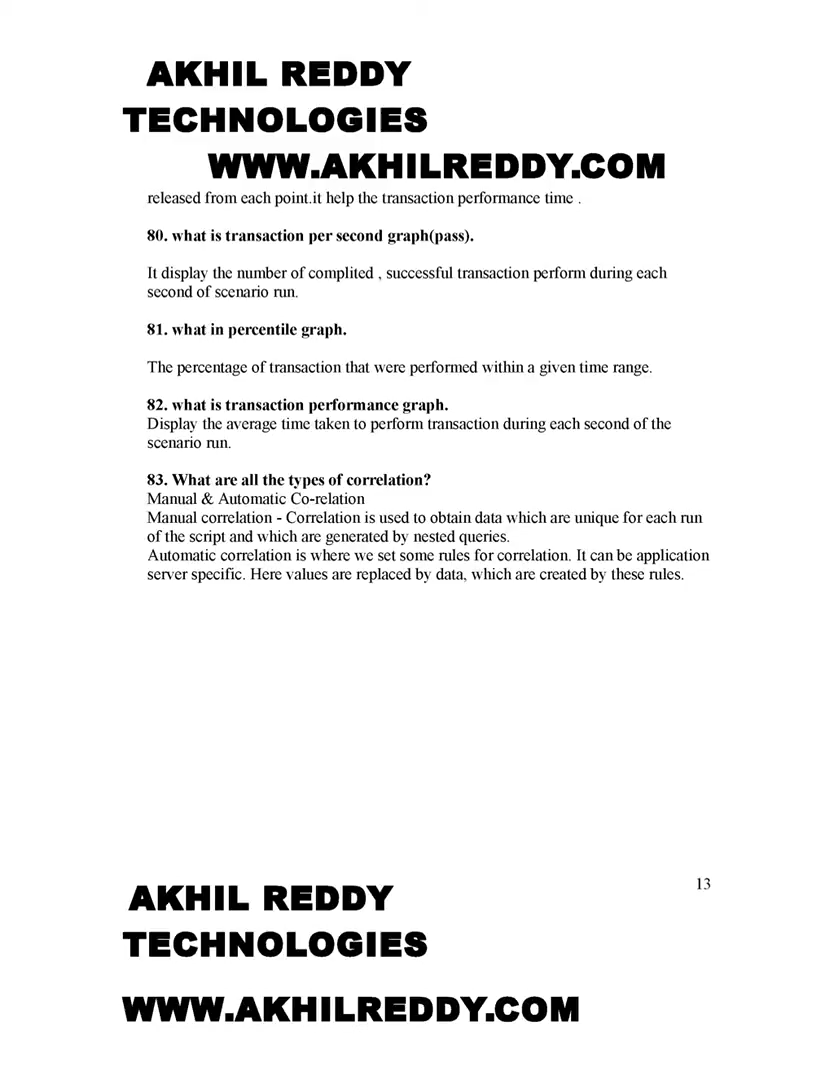 AKHIL REDDY
TECHNOLOGIES
WWW.AKHILREDDY.COM
released from each point.it help the transaction performance time .
80. what is transaction per second graph(pass).
It display the number of complited , successful transaction perform during each
second of scenario run.
81. what in percentile graph.
The percentage of transaction that were performed within a given time range.
82. what is transaction performance graph.
Display the average time taken to perform transaction during each second of the
scenario run.
83. What are all the types of correlation?
Manual & Automatic Co-relation
Manual correlation - Correlation is used to obtain data which are unique for each run
of the script and which are generated by nested queries.
Automatic correlation is where we set some rules for correlation. It can be application
server specific. Here values are replaced by data, which are created by these rules.
13
AKHIL REDDY
TECHNOLOGIES
WWW.AKHILREDDY.COM